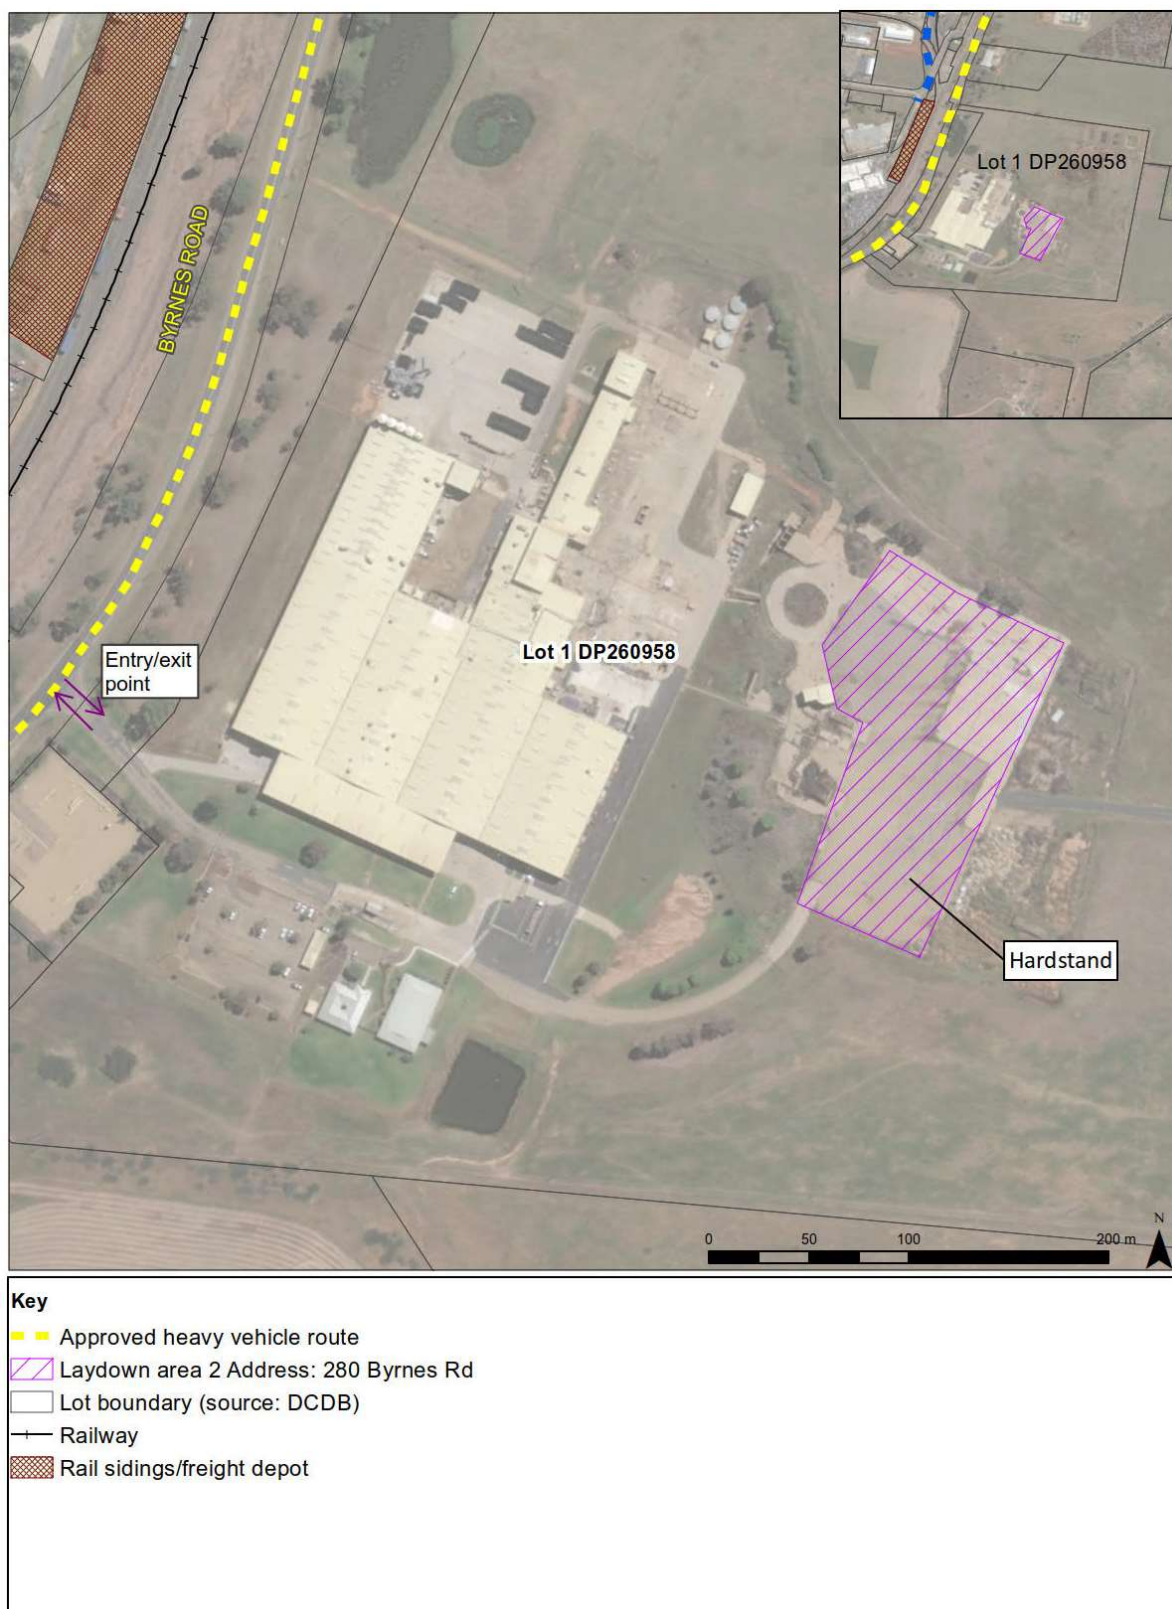 Lot 1 DP260958
BYRNES ROAD
Entry/exit
point
Lot 1 DP260958
Hardstand
0 50 100 200 m
N
Key
Approved heavy vehicle route
Laydown area 2 Address: 280 Byrnes Rd
Lot boundary (source: DCDB)
Railway
Rail sidings/freight depot